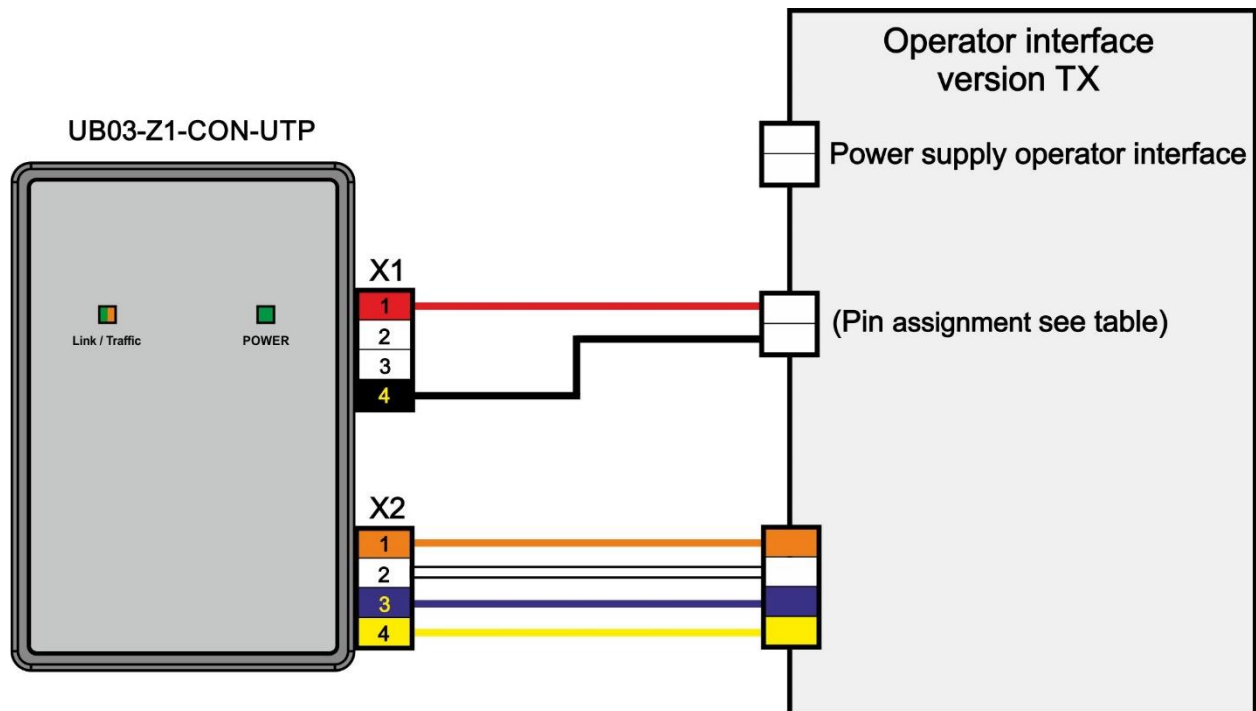 Operator interface
version TX
UB03-Z1-CON-UTP
Power supply operator interface
X1
1
2
3
4
(Pin assignment see table)
Link / Traffic
POWER
X2
1
2
3
4